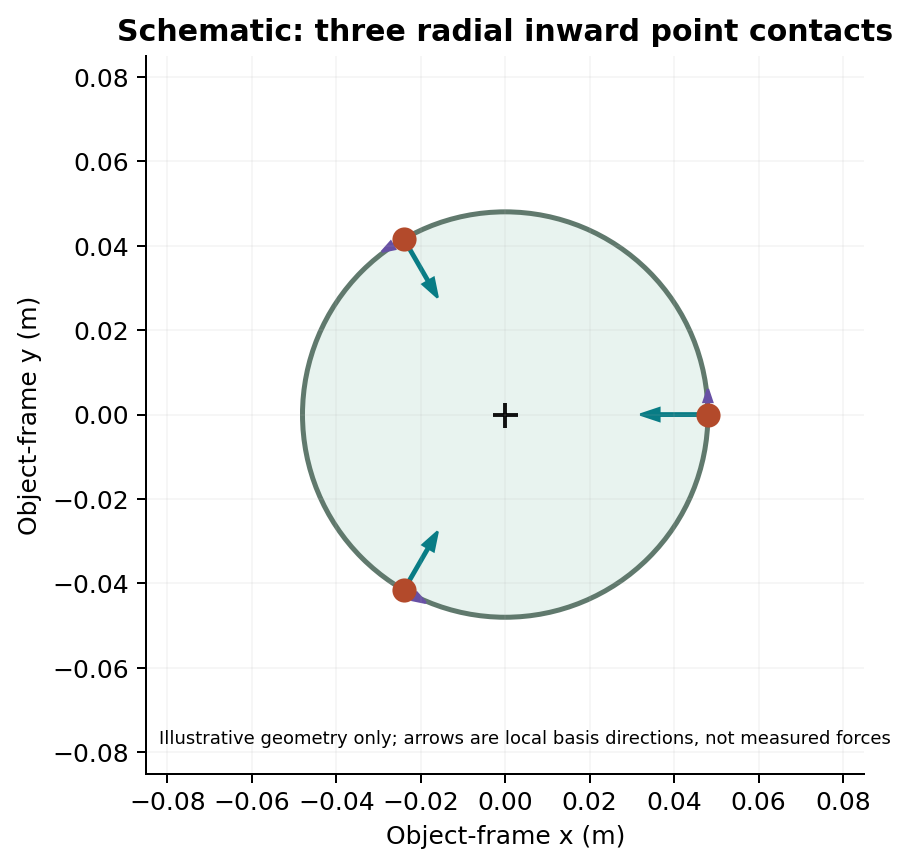 Schematic: three radial inward point contacts
0.08
0.06
0.04
0.02
0.00
−0.02
−0.04
−0.06
−0.08
Object-frame y (m)
Illustrative geometry only; arrows are local basis directions, not measured forces
−0.08 −0.06 −0.04 −0.02 0.00 0.02 0.04 0.06 0.08
Object-frame x (m)